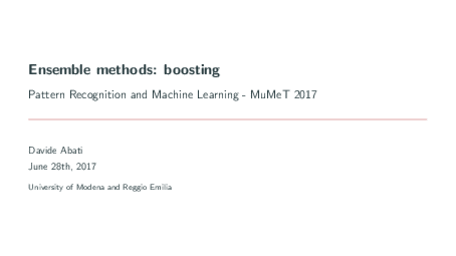 Ensemble methods: boosting
Pattern Recognition and Machine Learning - MuMeT 2017
Davide Abati
June 28th, 2017
University of Modena and Reggio Emilia